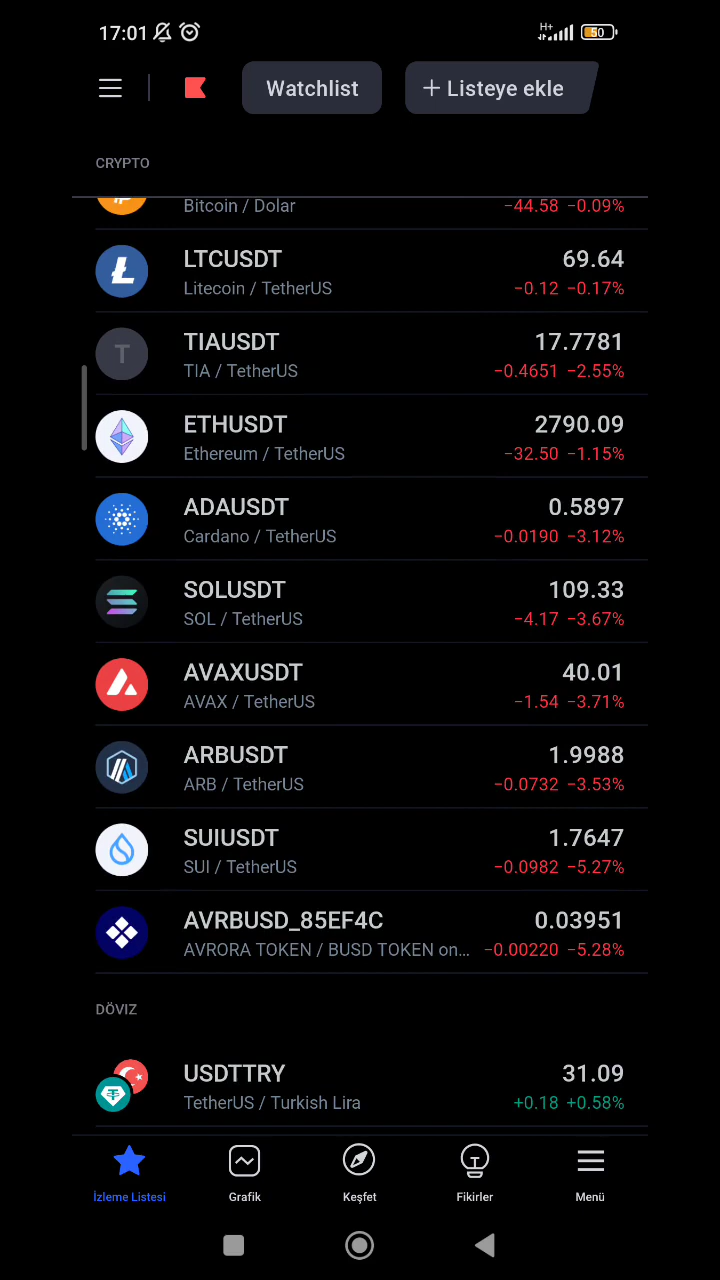 17:01 H+ 50
Watchlist + Listeye ekle
CRYPTO
Bitcoin / Dolar −44.58 −0.09%
LTCUSDT 69.64
Litecoin / TetherUS −0.12 −0.17%
T TIAUSDT 17.7781
TIA / TetherUS −0.4651 −2.55%
ETHUSDT 2790.09
Ethereum / TetherUS −32.50 −1.15%
ADAUSDT 0.5897
Cardano / TetherUS −0.0190 −3.12%
SOLUSDT 109.33
SOL / TetherUS −4.17 −3.67%
AVAXUSDT 40.01
AVAX / TetherUS −1.54 −3.71%
ARBUSDT 1.9988
ARB / TetherUS −0.0732 −3.53%
SUIUSDT 1.7647
SUI / TetherUS −0.0982 −5.27%
AVRBUSD_85EF4C 0.03951
AVRORA TOKEN / BUSD TOKEN on... −0.00220 −5.28%
DÖVIZ
USDTTRY 31.09
TetherUS / Turkish Lira +0.18 +0.58%
İzleme Listesi Grafik Keşfet Fikirler Menü